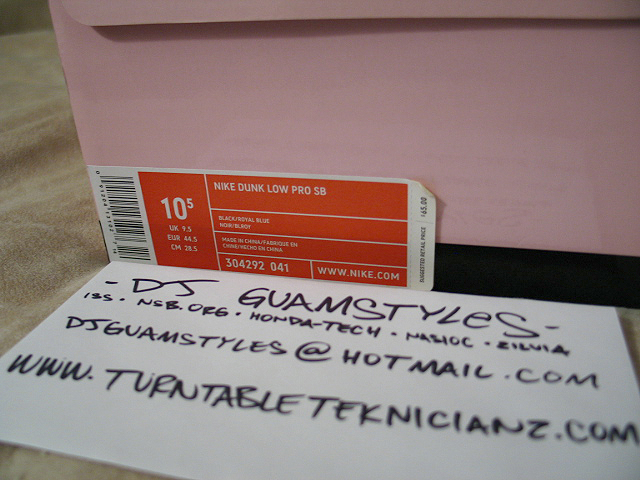 NIKE DUNK LOW PRO SB
10⁵
UK 9.5
EUR 44.5
CM 28.5
BLACK/ROYAL BLUE
NOIR/BLROY
MADE IN CHINA/FABRIQUE EN
CHINE/HECHO EN CHINA
304292 041
WWW.NIKE.COM
$65.00
SUGGESTED RETAIL PRICE
- DJ GUAMSTYLES -
ISS · NSB.ORG · HONDA-TECH · NASIOC · ZILVIA
DJGUAMSTYLES@HOTMAIL.COM
WWW.TURNTABLETEKNICIANZ.COM